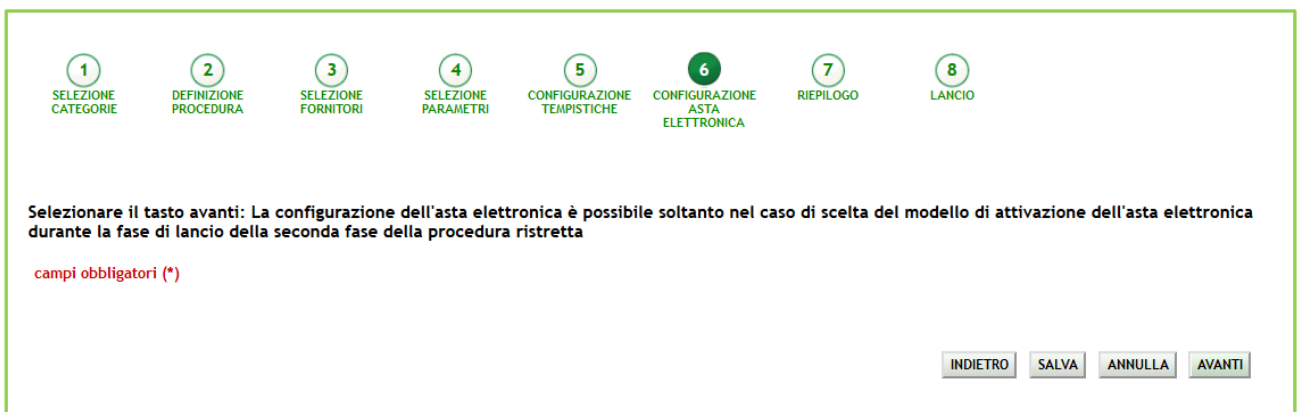 1 2 3 4 5 6 7 8
SELEZIONE CATEGORIE
DEFINIZIONE PROCEDURA
SELEZIONE FORNITORI
SELEZIONE PARAMETRI
CONFIGURAZIONE TEMPISTICHE
CONFIGURAZIONE ASTA ELETTRONICA
RIEPILOGO
LANCIO
Selezionare il tasto avanti: La configurazione dell'asta elettronica è possibile soltanto nel caso di scelta del modello di attivazione dell'asta elettronica
durante la fase di lancio della seconda fase della procedura ristretta
campi obbligatori (*)
INDIETRO SALVA ANNULLA AVANTI